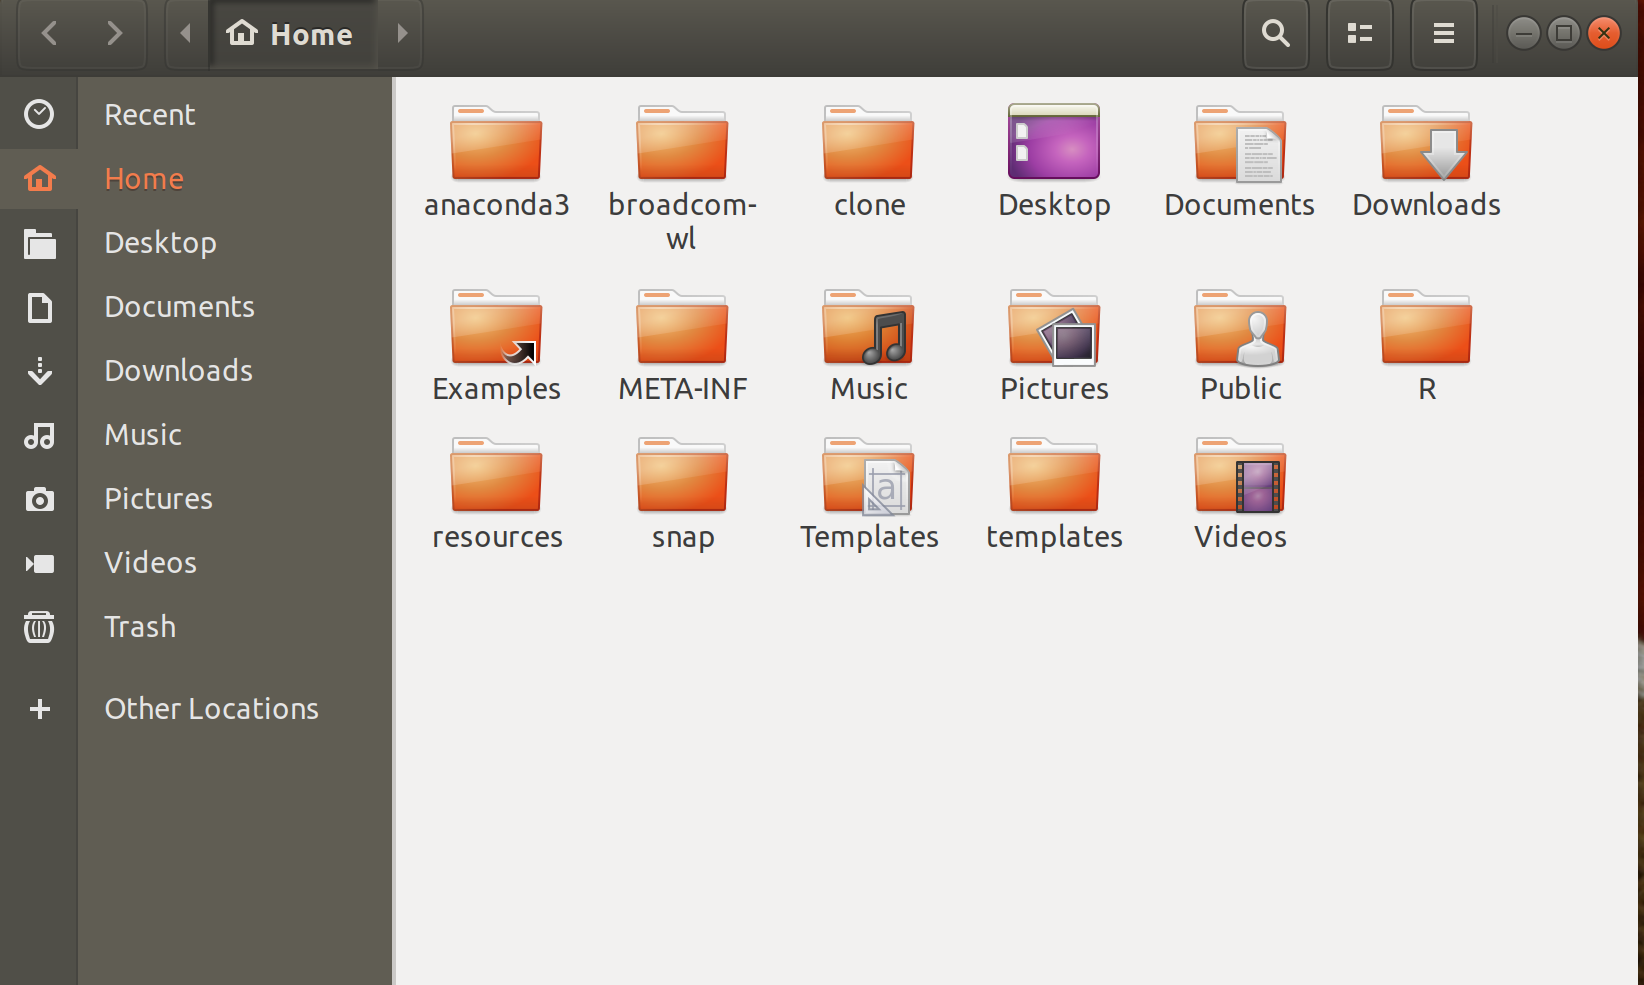 Home
Recent
Home
Desktop
Documents
Downloads
Music
Pictures
Videos
Trash
Other Locations
anaconda3
broadcom-
wl
clone
Desktop
Documents
Downloads
Examples
META-INF
Music
Pictures
Public
R
resources
snap
Templates
templates
Videos